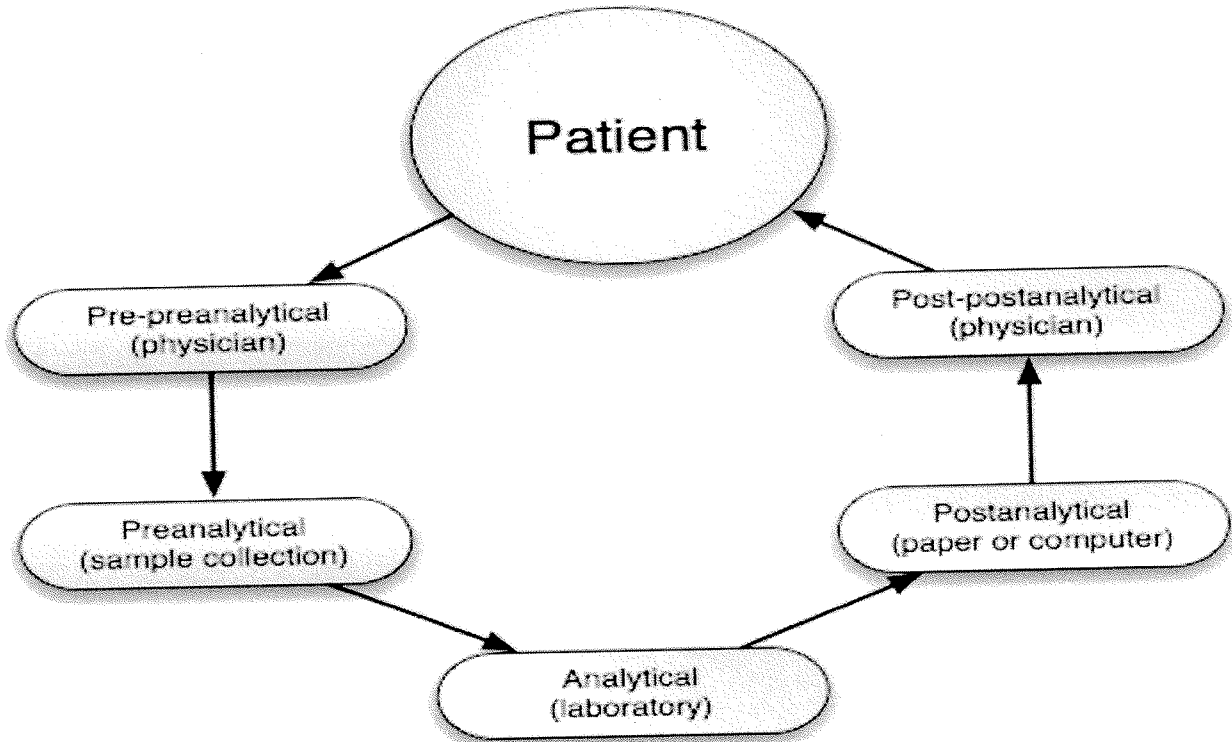 Patient
Pre-preanalytical
(physician)
Preanalytical
(sample collection)
Analytical
(laboratory)
Postanalytical
(paper or computer)
Post-postanalytical
(physician)